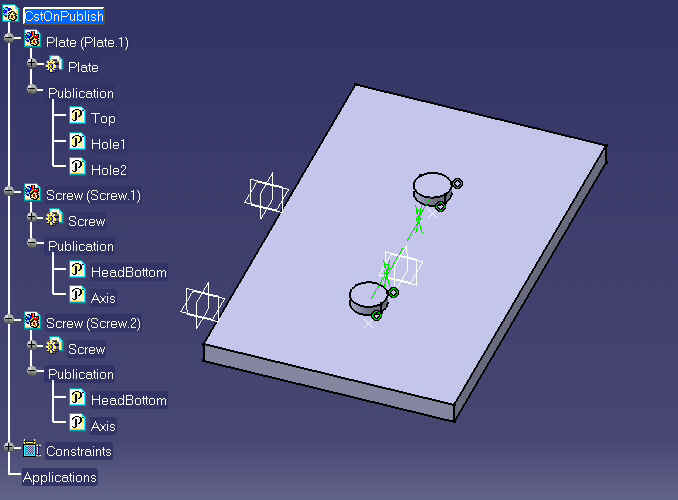 CstOnPublish
Plate (Plate.1)
Plate
Publication
Top
Hole1
Hole2
Screw (Screw.1)
Screw
Publication
HeadBottom
Axis
Screw (Screw.2)
Screw
Publication
HeadBottom
Axis
Constraints
Applications